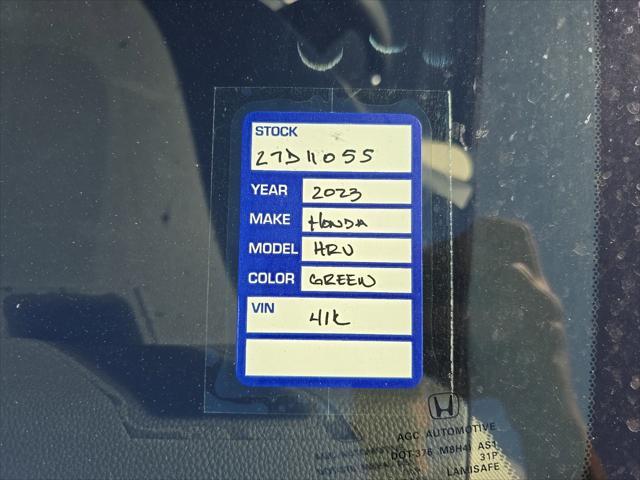 STOCK
27D11055
YEAR 2023
MAKE HONDA
MODEL HRV
COLOR GREEN
VIN 41K
AGC AUTOMOTIVE
DOT-376 M8H4I AS1
31P
LAMISAFE